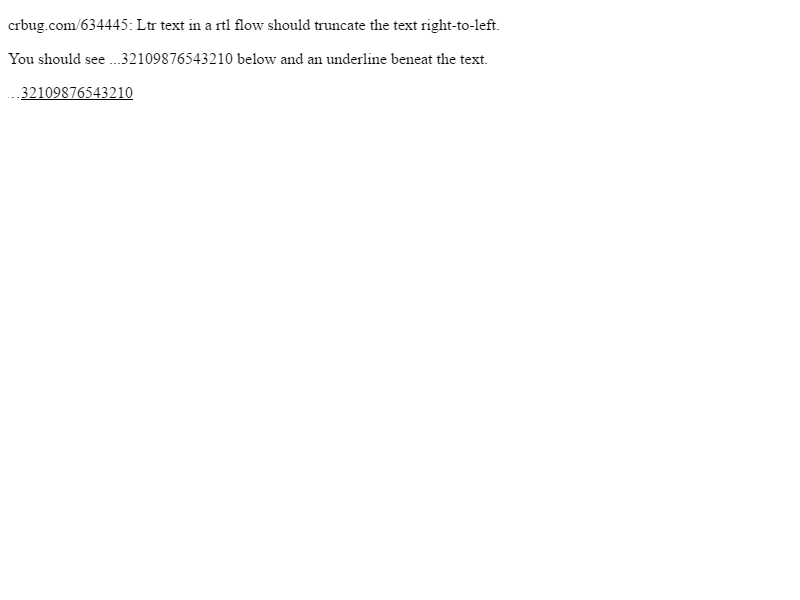 crbug.com/634445: Ltr text in a rtl flow should truncate the text right-to-left.
You should see ...32109876543210 below and an underline beneat the text.
…32109876543210